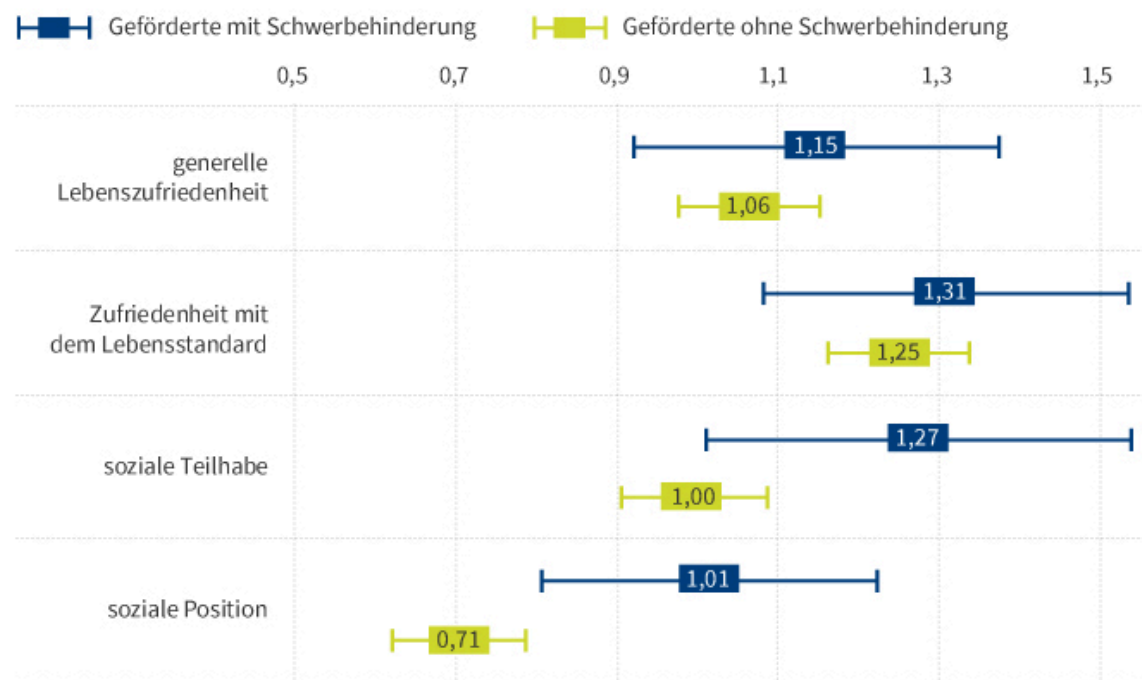 Geförderte mit Schwerbehinderung
Geförderte ohne Schwerbehinderung
0,5 0,7 0,9 1,1 1,3 1,5
generelle
Lebenszufriedenheit
1,15
1,06
Zufriedenheit mit
dem Lebensstandard
1,31
1,25
soziale Teilhabe
1,27
1,00
soziale Position
1,01
0,71